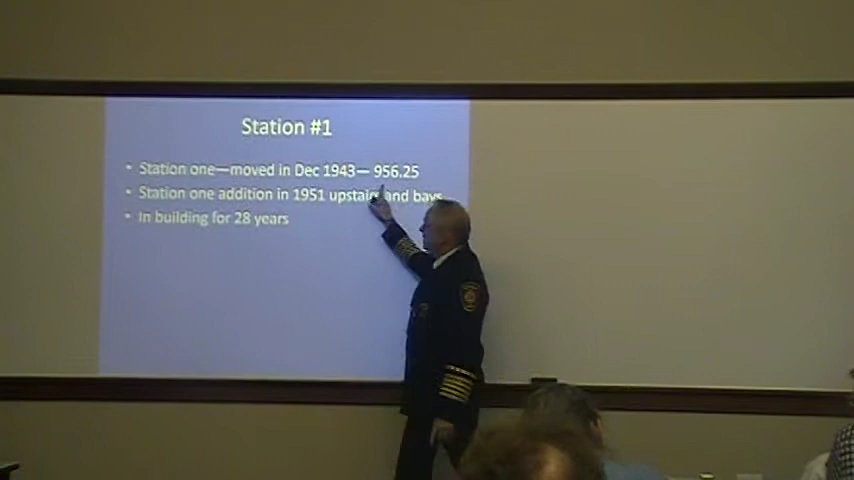 Station #1
• Station one—moved in Dec 1943— 956.25
• Station one addition in 1951 upstairs and bays
• In building for 28 years